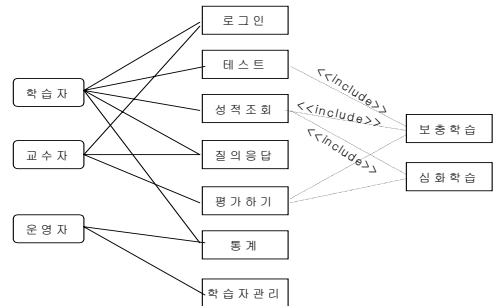 로그인
테스트
<<include>>
학습자
성적조회
<<include>>
보충학습
<<include>>
교수자
질의응답
심화학습
평가하기
운영자
통계
학습자관리